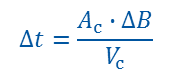 Δt = A_c · ΔB / V_c